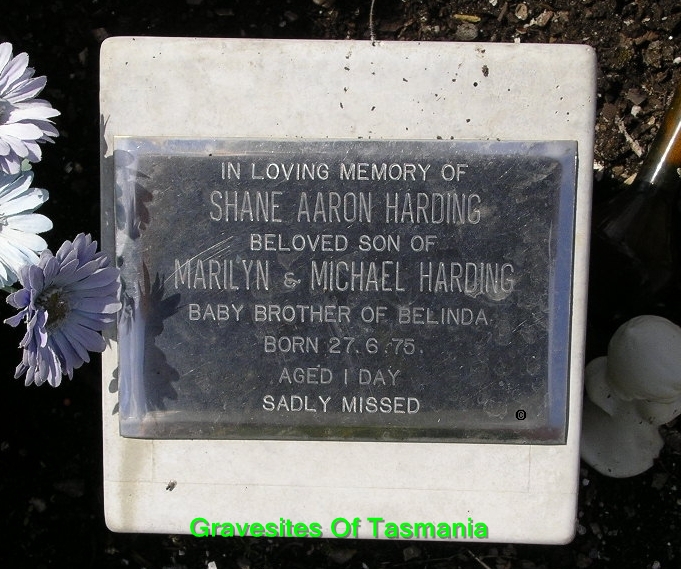 IN LOVING MEMORY OF
SHANE AARON HARDING
BELOVED SON OF
MARILYN & MICHAEL HARDING
BABY BROTHER OF BELINDA.
BORN 27.6.75.
AGED 1 DAY
SADLY MISSED
Gravesites Of Tasmania